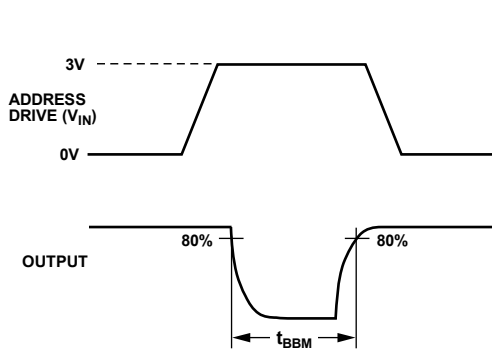 3V
ADDRESS
DRIVE (VIN)
0V
80%
80%
OUTPUT
tBBM